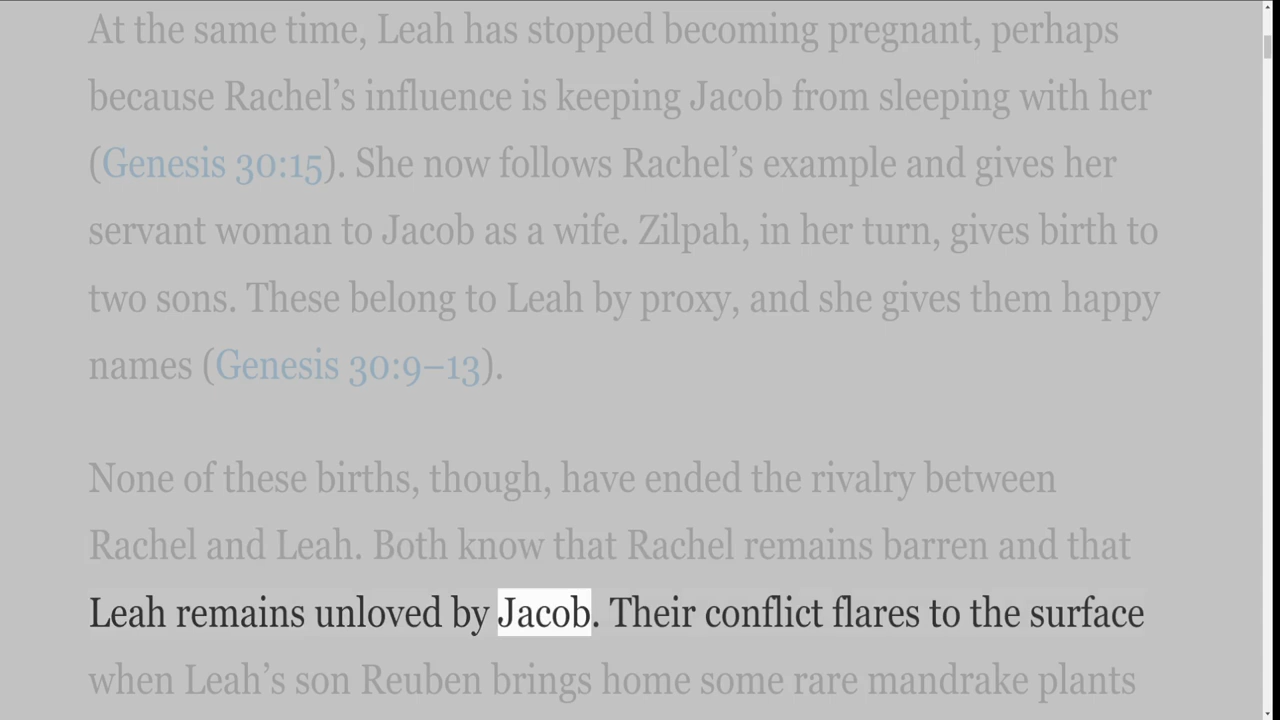 At the same time, Leah has stopped becoming pregnant, perhaps
because Rachel’s influence is keeping Jacob from sleeping with her
(Genesis 30:15). She now follows Rachel’s example and gives her
servant woman to Jacob as a wife. Zilpah, in her turn, gives birth to
two sons. These belong to Leah by proxy, and she gives them happy
names (Genesis 30:9–13).
None of these births, though, have ended the rivalry between
Rachel and Leah. Both know that Rachel remains barren and that
Leah remains unloved by Jacob. Their conflict flares to the surface
when Leah’s son Reuben brings home some rare mandrake plants